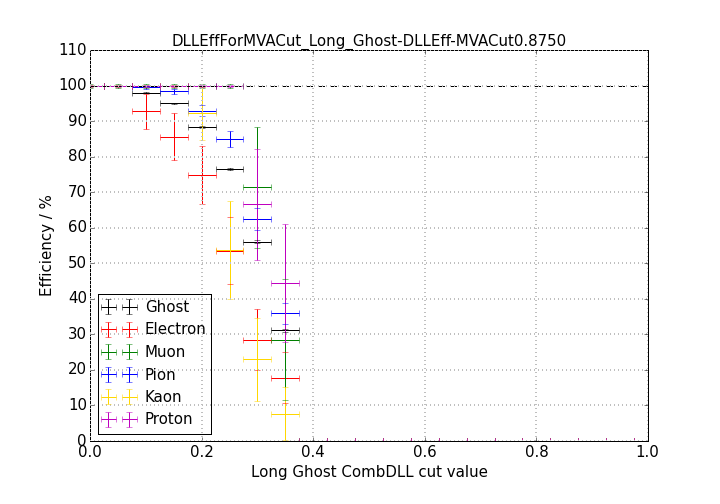 DLLEffForMVACut_Long_Ghost-DLLEff-MVACut0.8750
110
100
90
80
70
60
50
40
30
20
10
0
Efficiency / %
Ghost
Electron
Muon
Pion
Kaon
Proton
0.0 0.2 0.4 0.6 0.8 1.0
Long Ghost CombDLL cut value